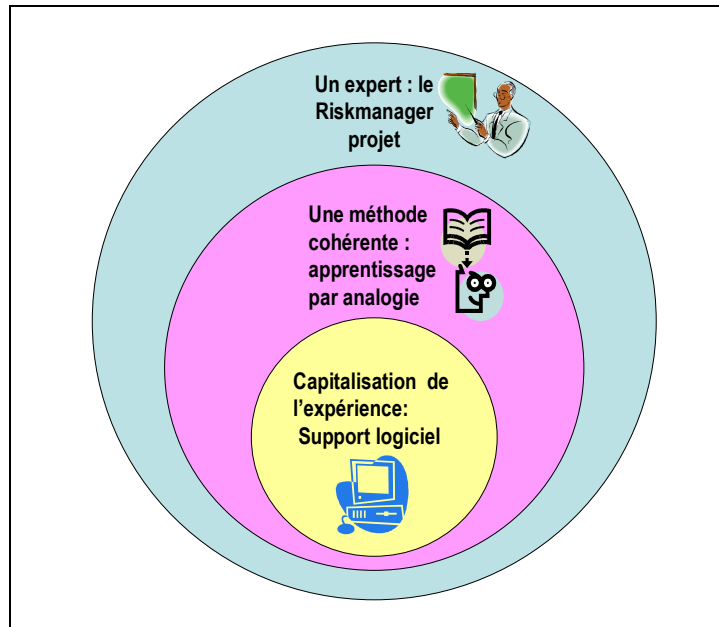 Un expert : le
Riskmanager
projet
Une méthode
cohérente :
apprentissage
par analogie
Capitalisation de
l'expérience:
Support logiciel